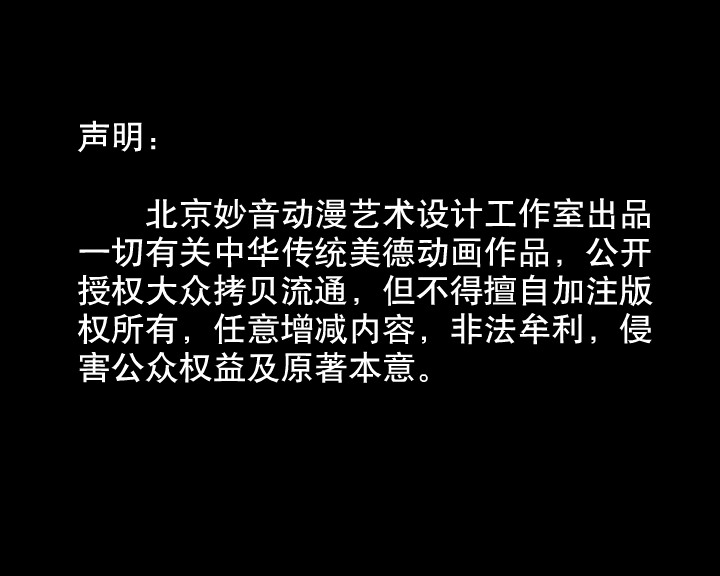 声明：
北京妙音动漫艺术设计工作室出品
一切有关中华传统美德动画作品，公开
授权大众拷贝流通，但不得擅自加注版
权所有，任意增减内容，非法牟利，侵
害公众权益及原著本意。